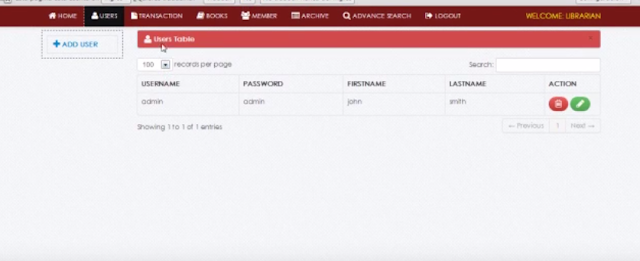 HOME USERS TRANSACTION BOOKS MEMBER ARCHIVE ADVANCE SEARCH LOGOUT WELCOME: LIBRARIAN
+ ADD USER
Users Table
100 records per page Search:
USERNAME PASSWORD FIRSTNAME LASTNAME ACTION
admin admin john smith
Showing 1 to 1 of 1 entries
← Previous 1 Next →